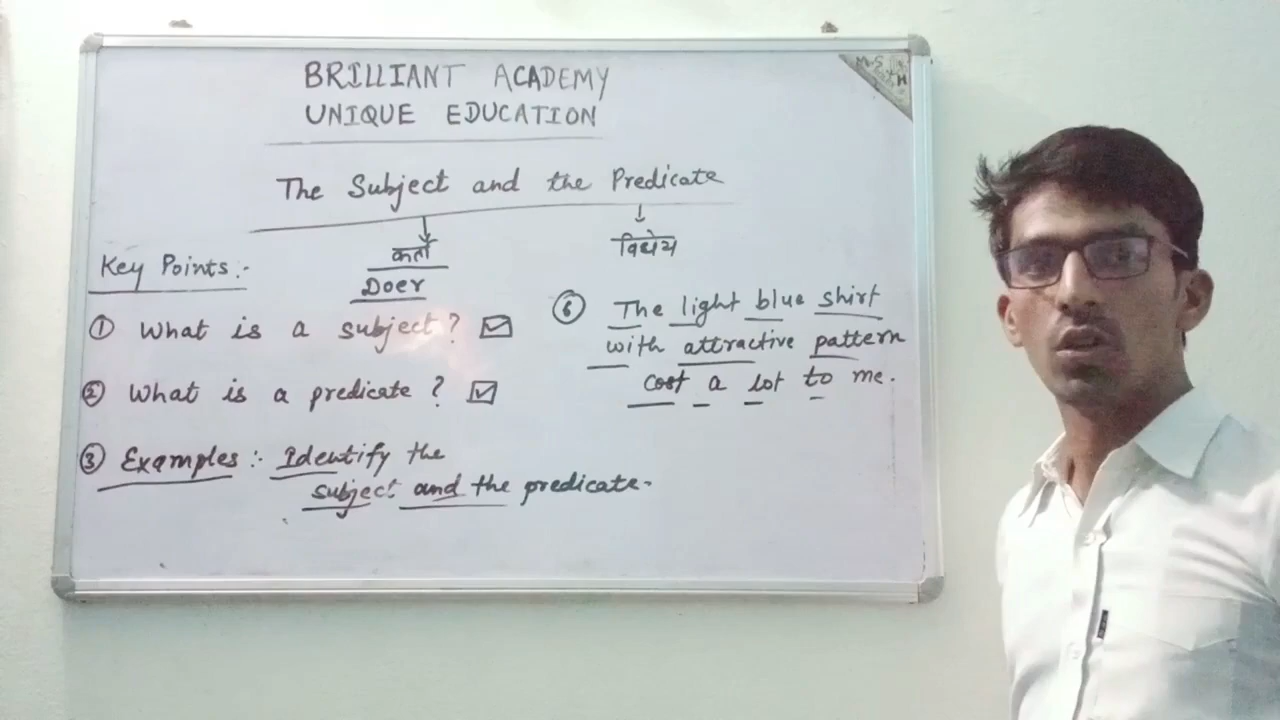 BRILLIANT ACADEMY
UNIQUE EDUCATION
The Subject and the Predicate
कर्ता
विधेय
Doer
Key Points :-
① What is a subject ?
② What is a predicate ?
③ Examples :- Identify the
subject and the predicate.
⑥ The light blue shirt
with attractive pattern
cost a lot to me.